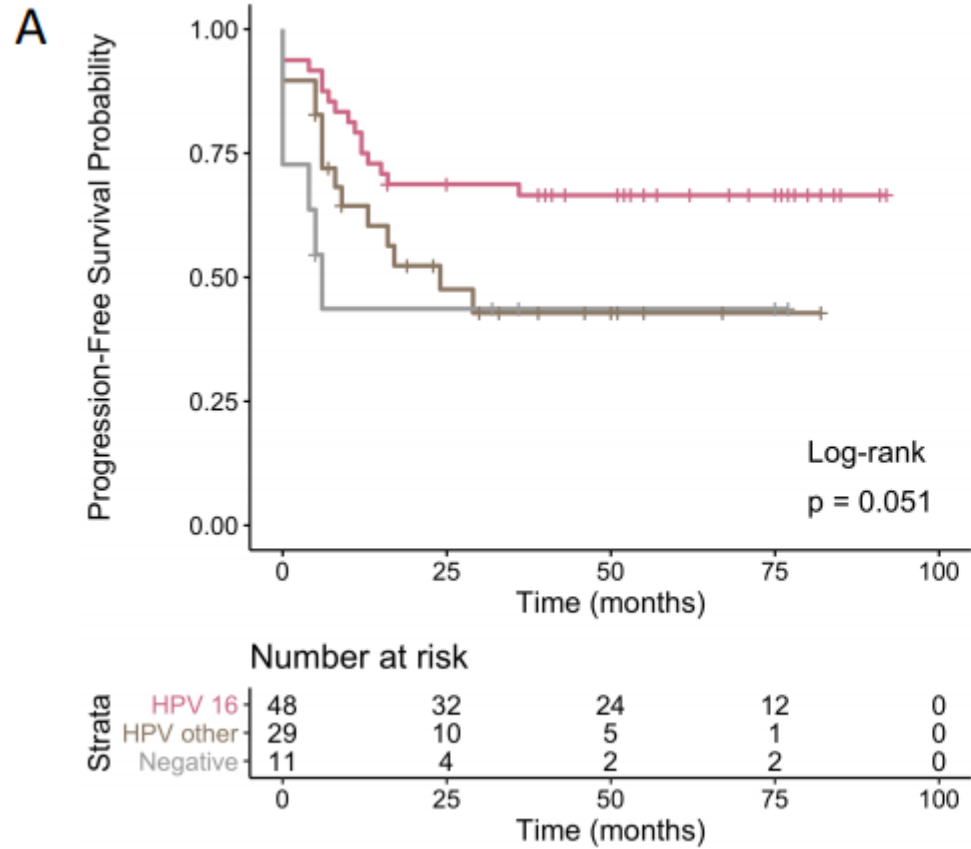 A
Progression-Free Survival Probability
1.00
0.75
0.50
0.25
0.00
Log-rank
p = 0.051
0 25 50 75 100
Time (months)
Number at risk
Strata
HPV 16 48 32 24 12 0
HPV other 29 10 5 1 0
Negative 11 4 2 2 0
0 25 50 75 100
Time (months)